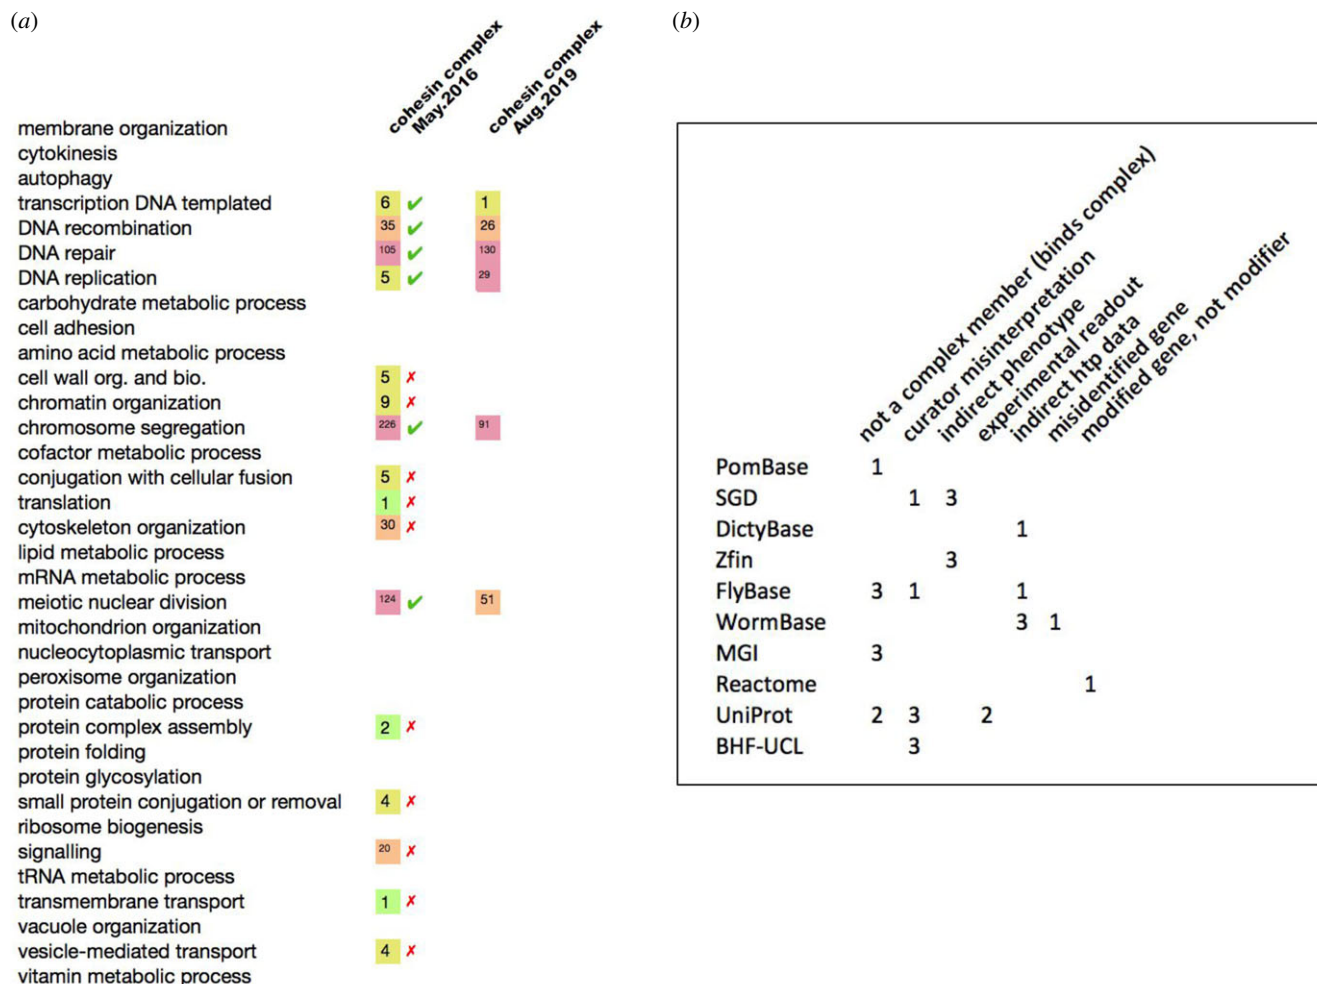 (a)
(b)
cohesin complex
May.2016
cohesin complex
Aug.2019
membrane organization
cytokinesis
autophagy
transcription DNA templated 6 ✔ 1
DNA recombination 35 ✔ 26
DNA repair 105 ✔ 130
DNA replication 5 ✔ 29
carbohydrate metabolic process
cell adhesion
amino acid metabolic process
cell wall org. and bio. 5 ✗
chromatin organization 9 ✗
chromosome segregation 226 ✔ 91
cofactor metabolic process
conjugation with cellular fusion 5 ✗
translation 1 ✗
cytoskeleton organization 30 ✗
lipid metabolic process
mRNA metabolic process
meiotic nuclear division 124 ✔ 51
mitochondrion organization
nucleocytoplasmic transport
peroxisome organization
protein catabolic process
protein complex assembly 2 ✗
protein folding
protein glycosylation
small protein conjugation or removal 4 ✗
ribosome biogenesis
signalling 20 ✗
tRNA metabolic process
transmembrane transport 1 ✗
vacuole organization
vesicle-mediated transport 4 ✗
vitamin metabolic process
not a complex member (binds complex)
curator misinterpretation
indirect phenotype
experimental readout
indirect htp data
misidentified gene
modified gene, not modifier
PomBase 1
SGD 1 3
DictyBase 1
Zfin 3
FlyBase 3 1 1
WormBase 3 1
MGI 3
Reactome 1
UniProt 2 3 2
BHF-UCL 3